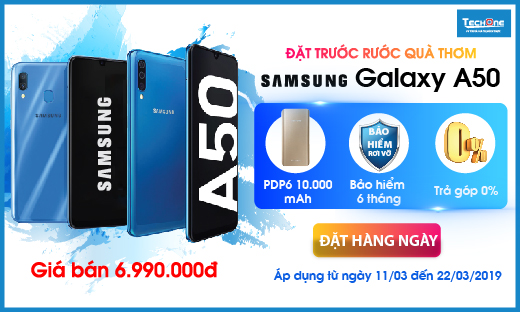 TECHONE
ĐẶT TRƯỚC RƯỚC QUÀ THƠM
SAMSUNG Galaxy A50
SAMSUNG
A50
SAMSUNG
SAMSUNG
PDP6 10.000
mAh
BẢO
HIỂM
RƠI VỠ
Bảo hiểm
6 tháng
0%
Trả góp 0%
ĐẶT HÀNG NGAY
Giá bán 6.990.000đ
Áp dụng từ ngày 11/03 đến 22/03/2019